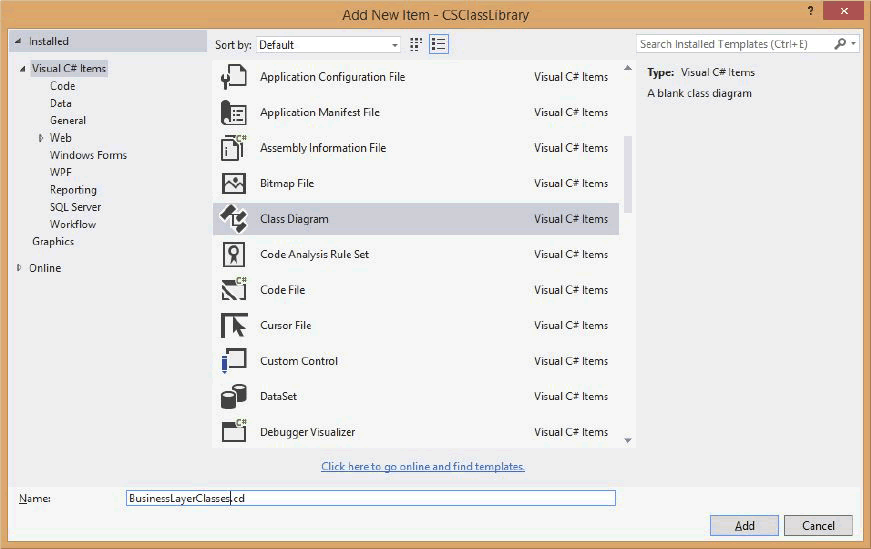 Add New Item - CSClassLibrary
?
x
Installed
Sort by: Default
Search Installed Templates (Ctrl+E)
Visual C# Items
Code
Data
General
Web
Windows Forms
WPF
Reporting
SQL Server
Workflow
Graphics
Online
Application Configuration File Visual C# Items
Application Manifest File Visual C# Items
Assembly Information File Visual C# Items
Bitmap File Visual C# Items
Class Diagram Visual C# Items
Code Analysis Rule Set Visual C# Items
Code File Visual C# Items
Cursor File Visual C# Items
Custom Control Visual C# Items
DataSet Visual C# Items
Debugger Visualizer Visual C# Items
Type: Visual C# Items
A blank class diagram
Click here to go online and find templates.
Name: BusinessLayerClasses.cd
Add Cancel